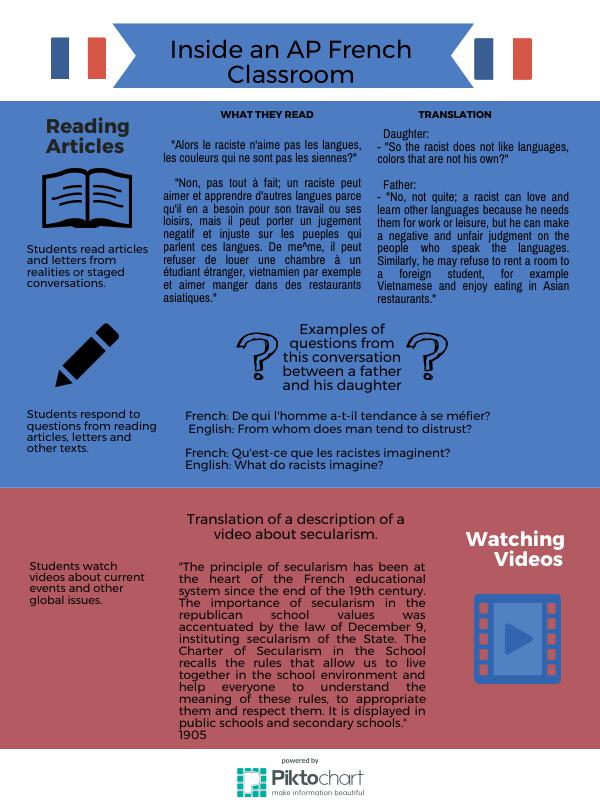 Inside an AP French
Classroom
Reading
Articles
Students read articles
and letters from
realities or staged
conversations.
WHAT THEY READ
"Alors le raciste n'aime pas les langues,
les couleurs qui ne sont pas les siennes?"
"Non, pas tout à fait; un raciste peut
aimer et apprendre d'autres langues parce
qu'il en a besoin pour son travail ou ses
loisirs, mais il peut porter un jugement
negatif et injuste sur les pueples qui
parlent ces langues. De me^me, il peut
refuser de louer une chambre à un
étudiant étranger, vietnamien par exemple
et aimer manger dans des restaurants
asiatiques."
TRANSLATION
Daughter:
- "So the racist does not like languages,
colors that are not his own?"
Father:
- "No, not quite; a racist can love and
learn other languages because he needs
them for work or leisure, but he can make
a negative and unfair judgment on the
people who speak the languages.
Similarly, he may refuse to rent a room to
a foreign student, for example
Vietnamese and enjoy eating in Asian
restaurants."
Students respond to
questions from reading
articles, letters and
other texts.
? Examples of ?
questions from
this conversation
between a father
and his daughter
French: De qui l'homme a-t-il tendance à se méfier?
English: From whom does man tend to distrust?
French: Qu'est-ce que les racistes imaginent?
English: What do racists imagine?
Students watch
videos about current
events and other
global issues.
Translation of a description of a
video about secularism.
"The principle of secularism has been at
the heart of the French educational
system since the end of the 19th century.
The importance of secularism in the
republican school values was
accentuated by the law of December 9,
instituting secularism of the State. The
Charter of Secularism in the School
recalls the rules that allow us to live
together in the school environment and
help everyone to understand the
meaning of these rules, to appropriate
them and respect them. It is displayed in
public schools and secondary schools."
1905
Watching
Videos
powered by
Piktochart
make information beautiful